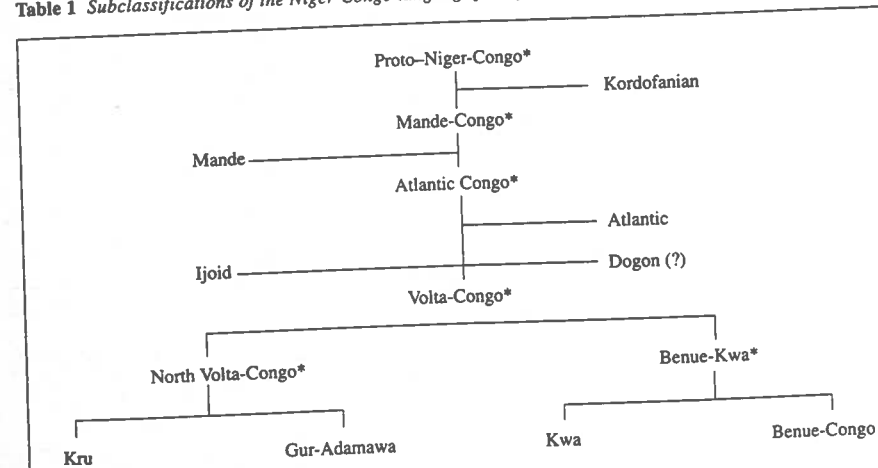 Table 1 Subclassifications of the Niger-Congo language
Proto–Niger-Congo*
Kordofanian
Mande-Congo*
Mande
Atlantic Congo*
Atlantic
Ijoid
Dogon (?)
Volta-Congo*
North Volta-Congo*
Benue-Kwa*
Kru
Gur-Adamawa
Kwa
Benue-Congo